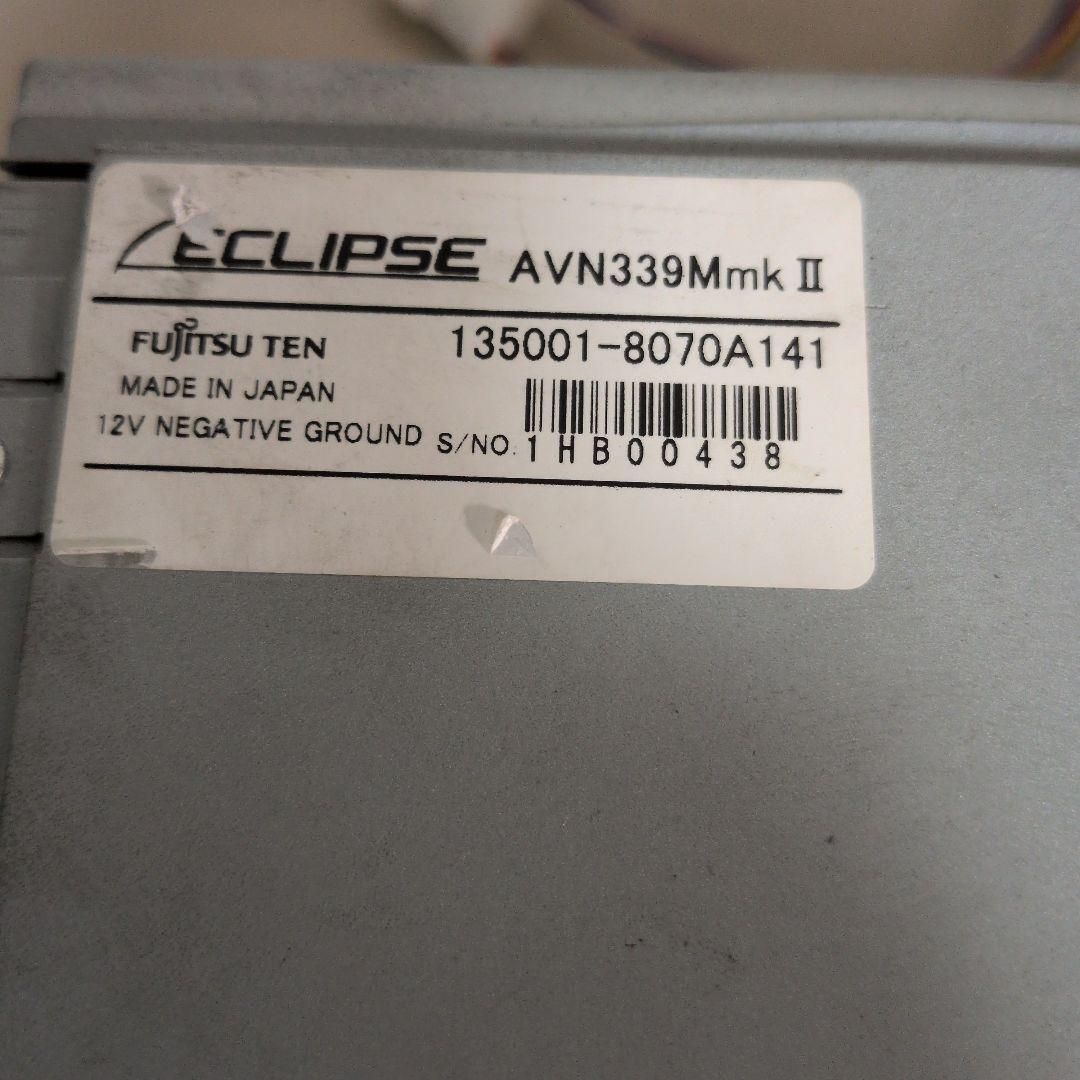 ECLIPSE AVN339Mmk II
FUJITSU TEN 135001-8070A141
MADE IN JAPAN
12V NEGATIVE GROUND S/NO. 1HB00438